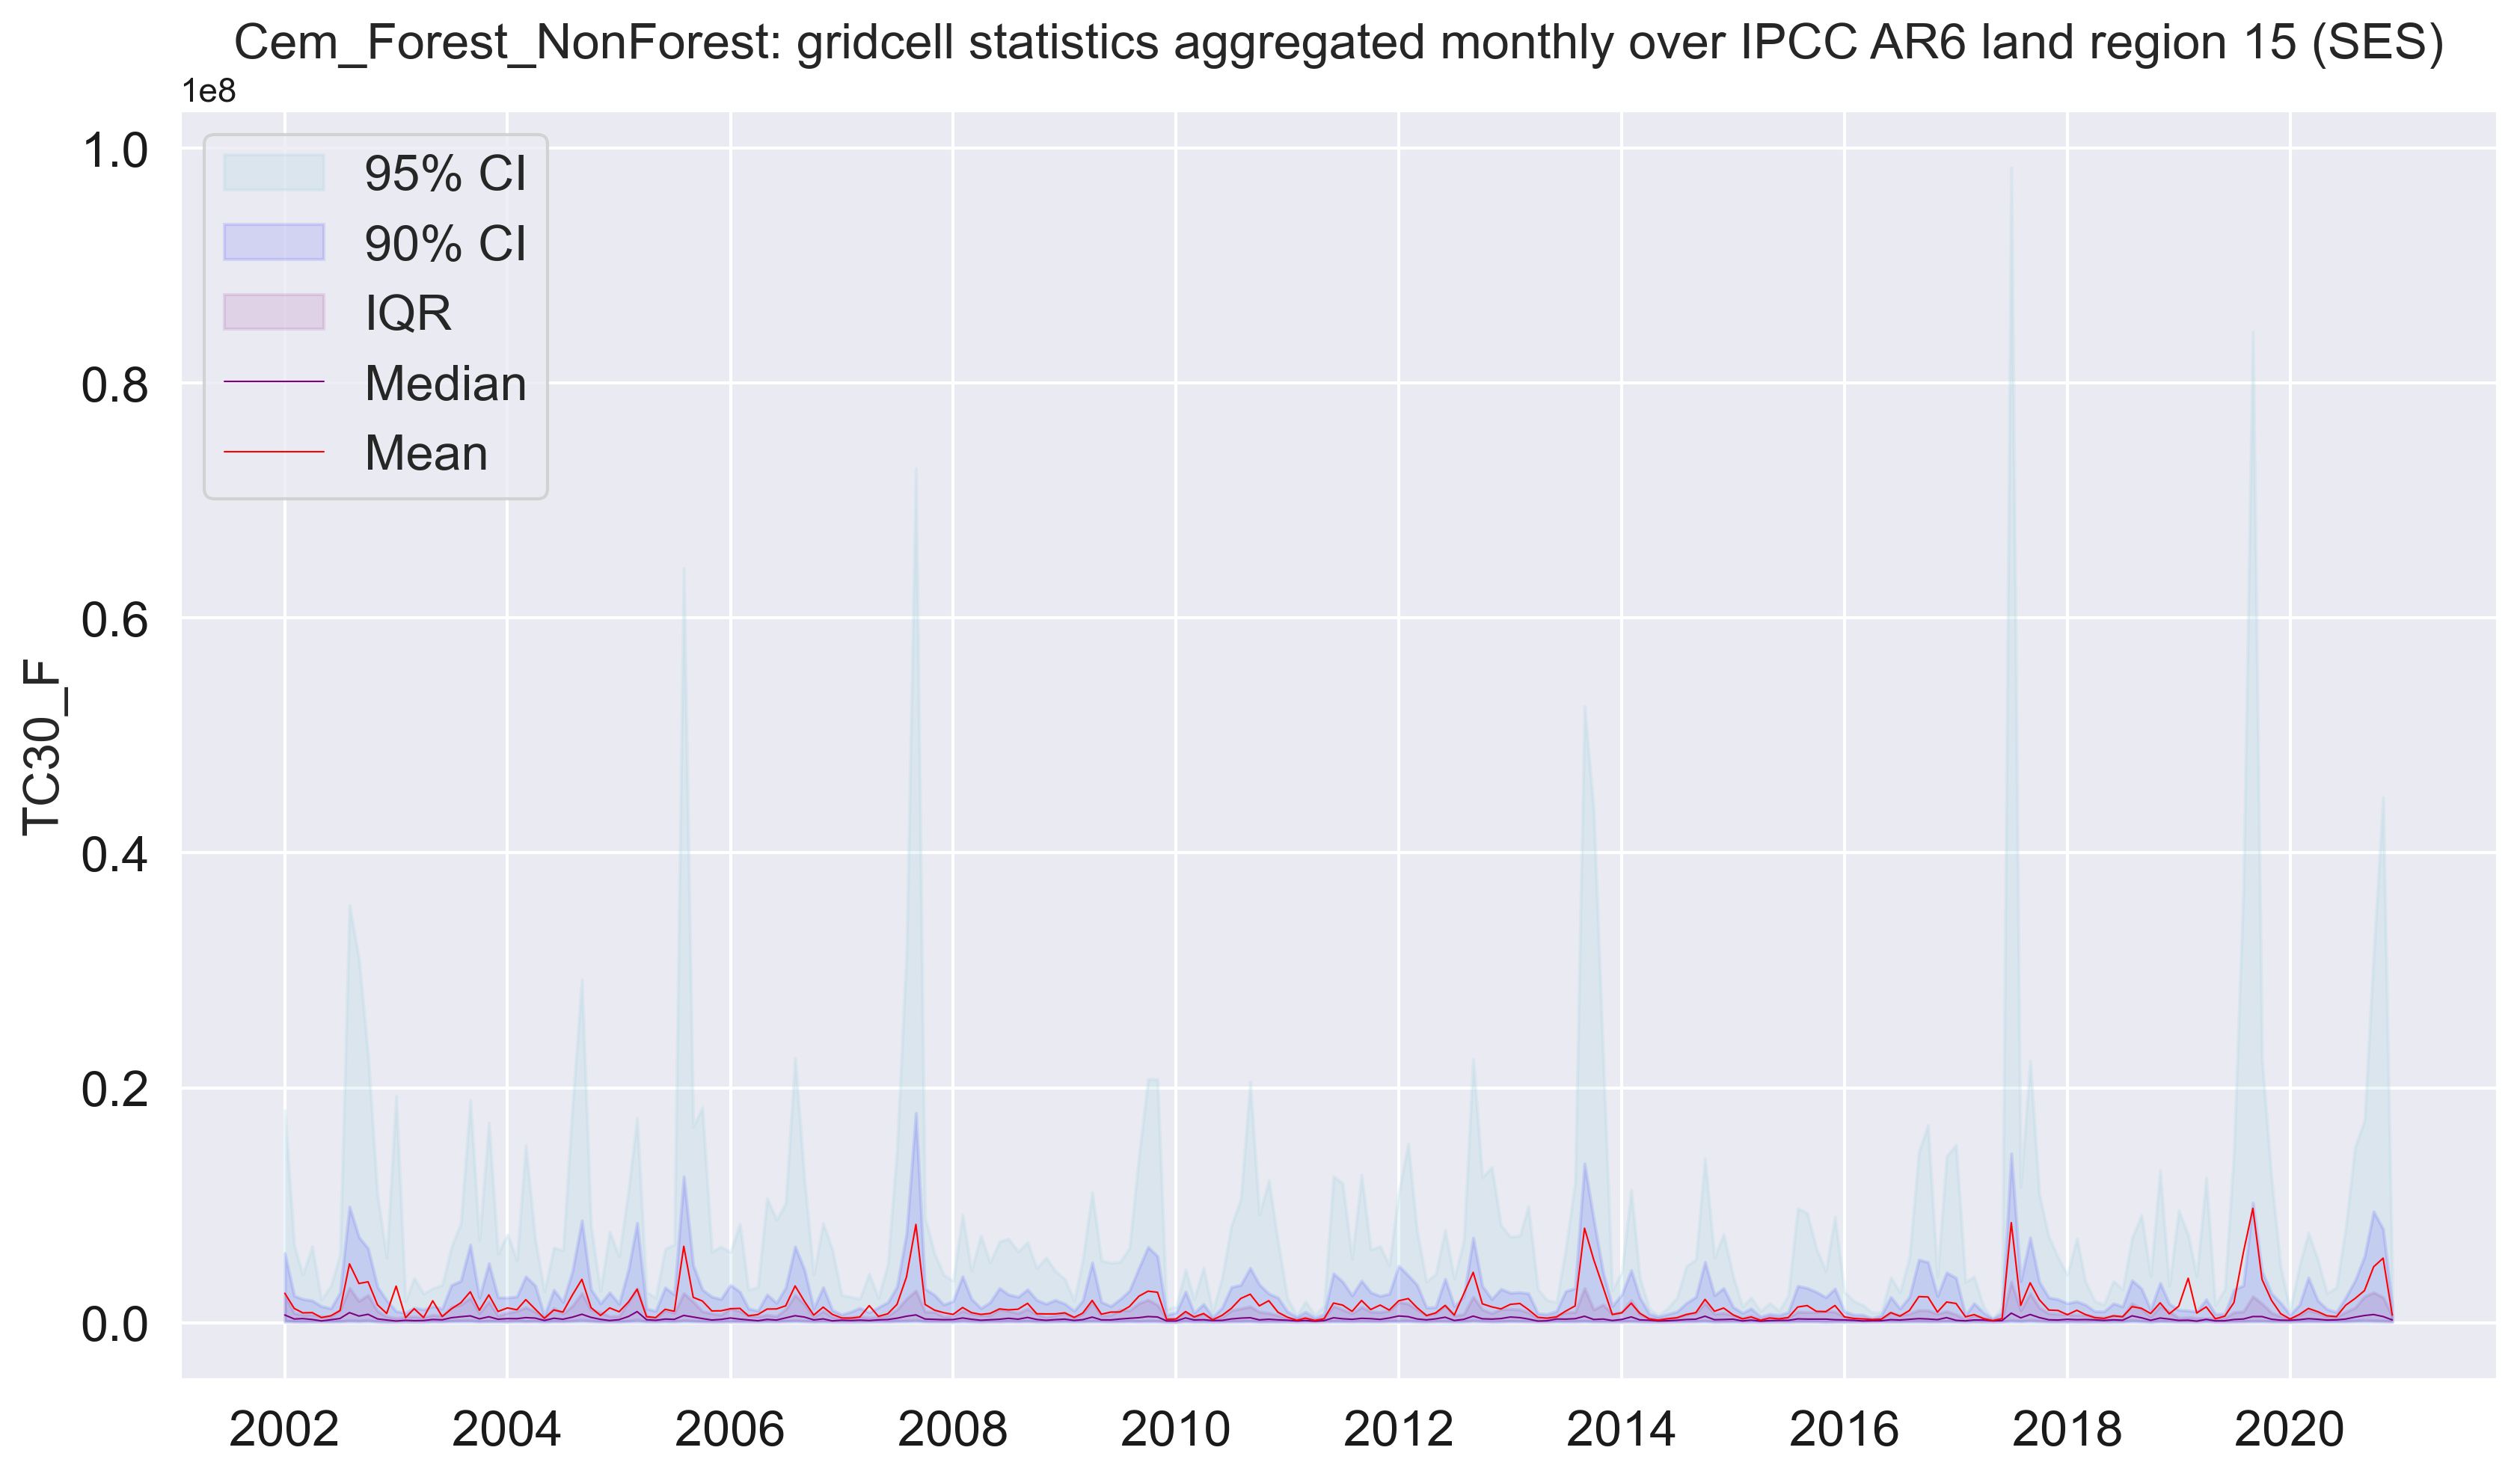 Cem_Forest_NonForest: gridcell statistics aggregated monthly over IPCC AR6 land region 15 (SES)
1e8
1.0
0.8
0.6
0.4
0.2
0.0
TC30_F
95% CI
90% CI
IQR
Median
Mean
2002 2004 2006 2008 2010 2012 2014 2016 2018 2020